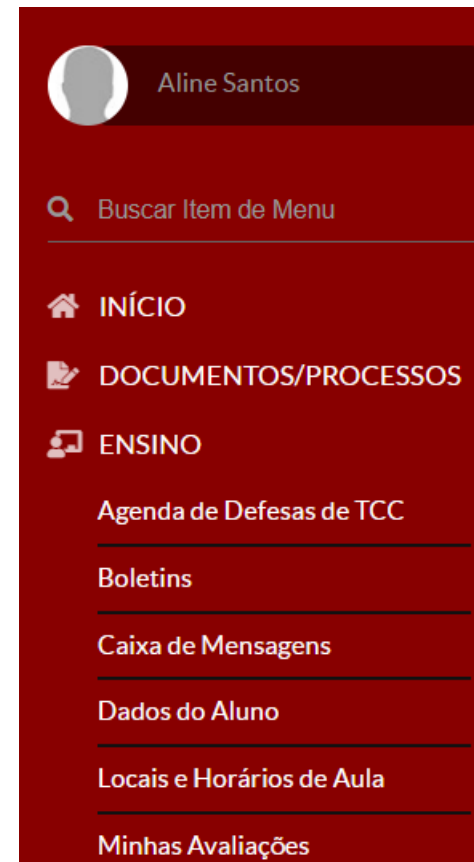 Aline Santos
Buscar Item de Menu
INÍCIO
DOCUMENTOS/PROCESSOS
ENSINO
Agenda de Defesas de TCC
Boletins
Caixa de Mensagens
Dados do Aluno
Locais e Horários de Aula
Minhas Avaliações